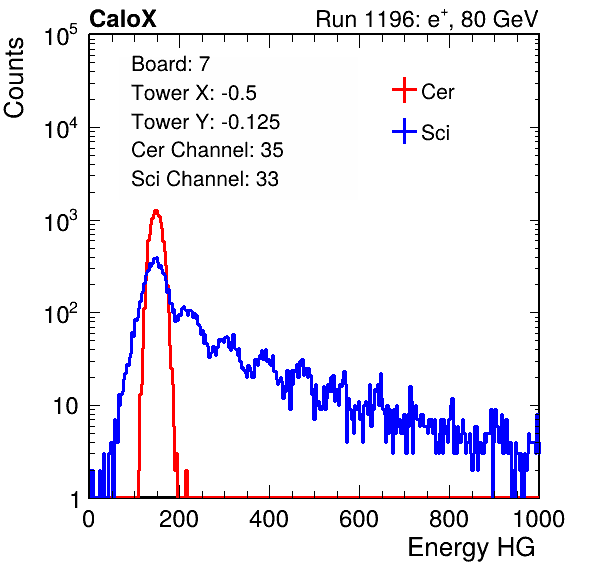 CaloX Run 1196: e⁺, 80 GeV
Counts
10⁵
10⁴
10³
10²
10
1
Board: 7
Tower X: -0.5
Tower Y: -0.125
Cer Channel: 35
Sci Channel: 33
Cer
Sci
0 200 400 600 800 1000
Energy HG